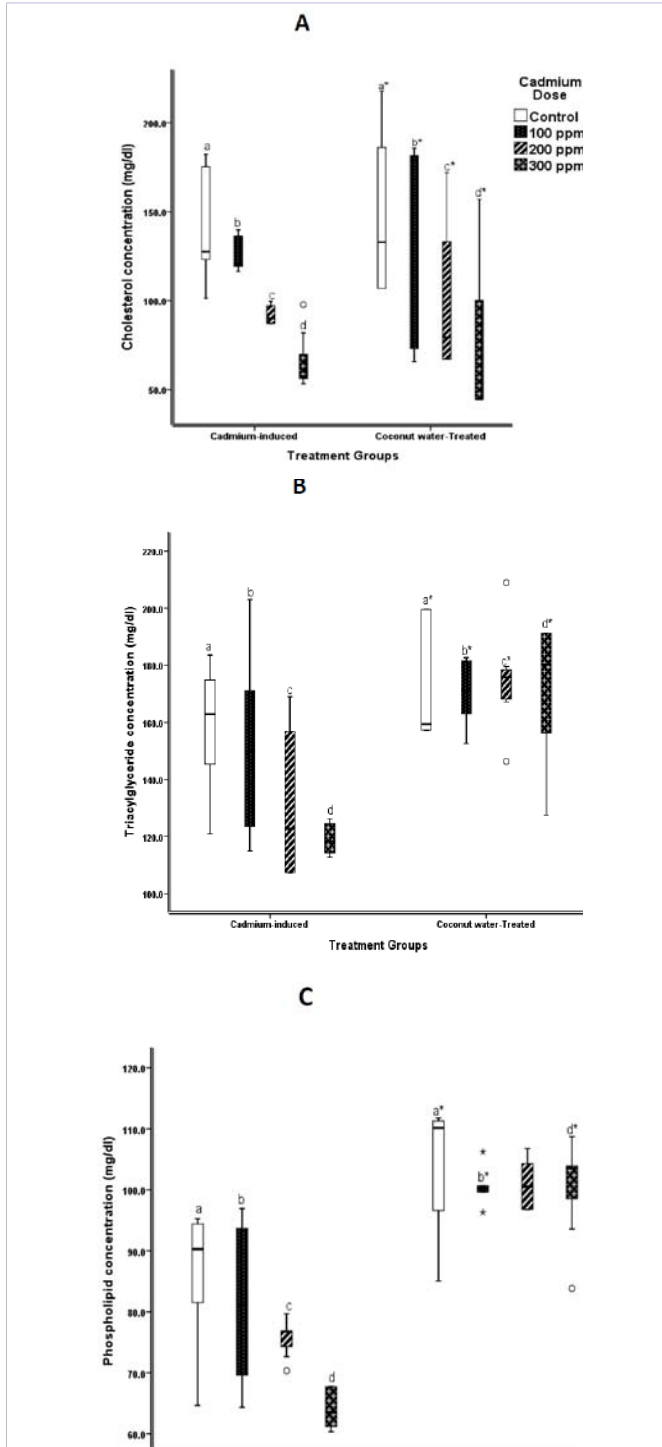 A
Cholesterol concentration (mg/dl)
200.0
150.0
100.0
50.0
a
b
c
d
a*
b*
c*
d*
Cadmium
Dose
Control
100 ppm
200 ppm
300 ppm
Cadmium-induced
Coconut water-Treated
Treatment Groups
B
Triacylglyceride concentration (mg/dl)
220.0
200.0
180.0
160.0
140.0
120.0
100.0
a
b
c
d
a*
b*
c*
d*
Cadmium-induced
Coconut water-Treated
Treatment Groups
C
Phospholipid concentration (mg/dl)
120.0
110.0
100.0
90.0
80.0
70.0
60.0
a
b
c
d
a*
b*
d*